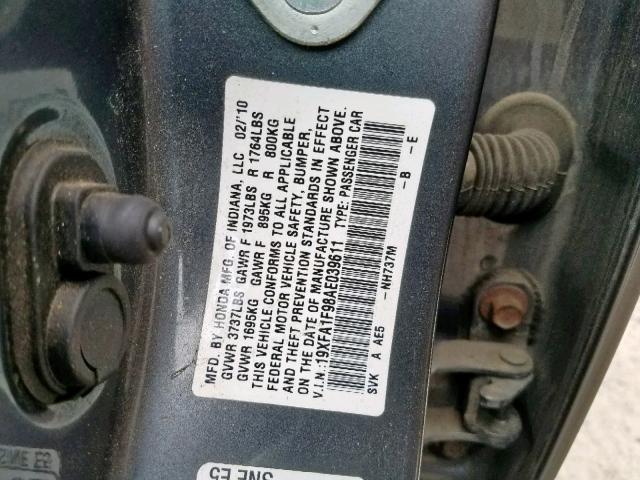 MFD. BY HONDA MFG. OF INDIANA, LLC 02/'10
GVWR 3737LBS GAWR F 1973LBS R 1764LBS
GVWR 1695KG GAWR F 895KG R 800KG
THIS VEHICLE CONFORMS TO ALL APPLICABLE
FEDERAL MOTOR VEHICLE SAFETY, BUMPER,
AND THEFT PREVENTION STANDARDS IN EFFECT
ON THE DATE OF MANUFACTURE SHOWN ABOVE.
V.I.N.:19XFA1F98AE039611 TYPE: PASSENGER CAR
SVK A AE5 -NH737M -B -E
3NE E5